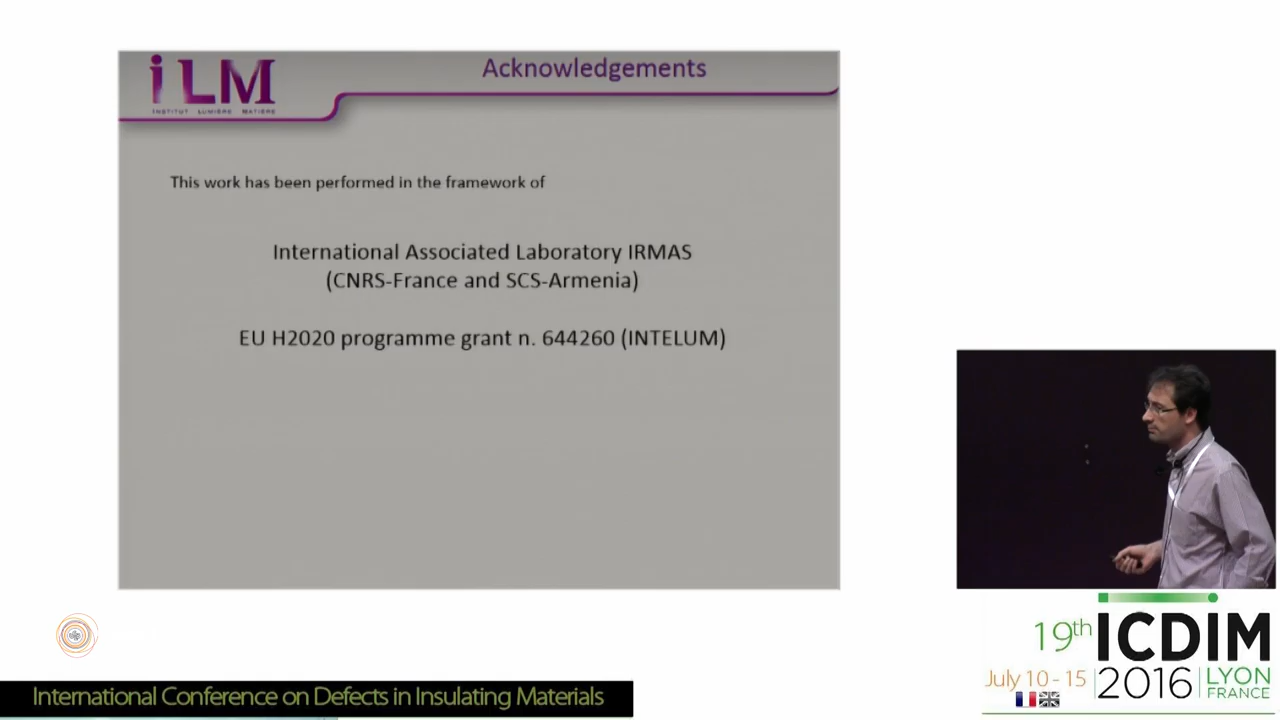 iLM
INSTITUT LUMIERE MATIERE
Acknowledgements
This work has been performed in the framework of
International Associated Laboratory IRMAS
(CNRS-France and SCS-Armenia)
EU H2020 programme grant n. 644260 (INTELUM)
19th ICDIM
July 10 - 15 2016 LYON
FRANCE
International Conference on Defects in Insulating Materials